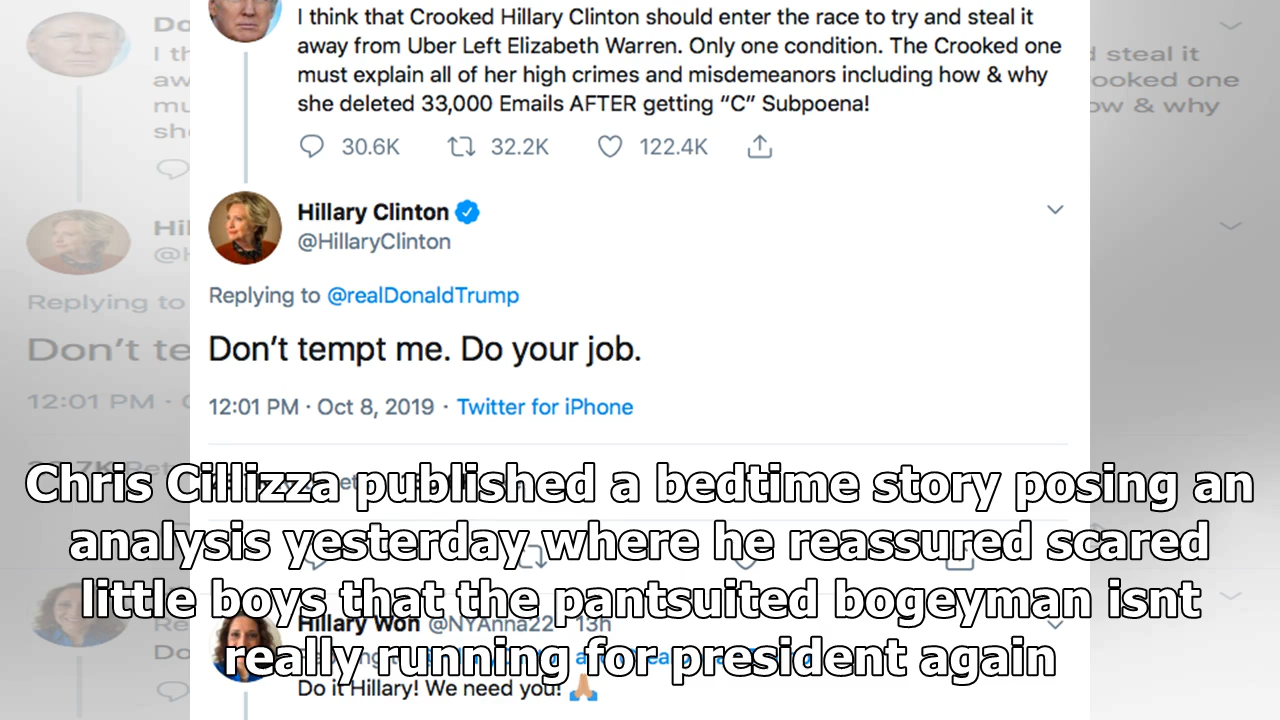 I think that Crooked Hillary Clinton should enter the race to try and steal it
away from Uber Left Elizabeth Warren. Only one condition. The Crooked one
must explain all of her high crimes and misdemeanors including how & why
she deleted 33,000 Emails AFTER getting “C” Subpoena!
30.6K 32.2K 122.4K
Hillary Clinton
@HillaryClinton
Replying to @realDonaldTrump
Don’t tempt me. Do your job.
12:01 PM · Oct 8, 2019 · Twitter for iPhone
Chris Cillizza published a bedtime story posing an
analysis yesterday where he reassured scared
little boys that the pantsuited bogeyman isnt
really running for president again
Hillary Won @NYAnna22 · 13h
Do it Hillary! We need you! 🙏🏼